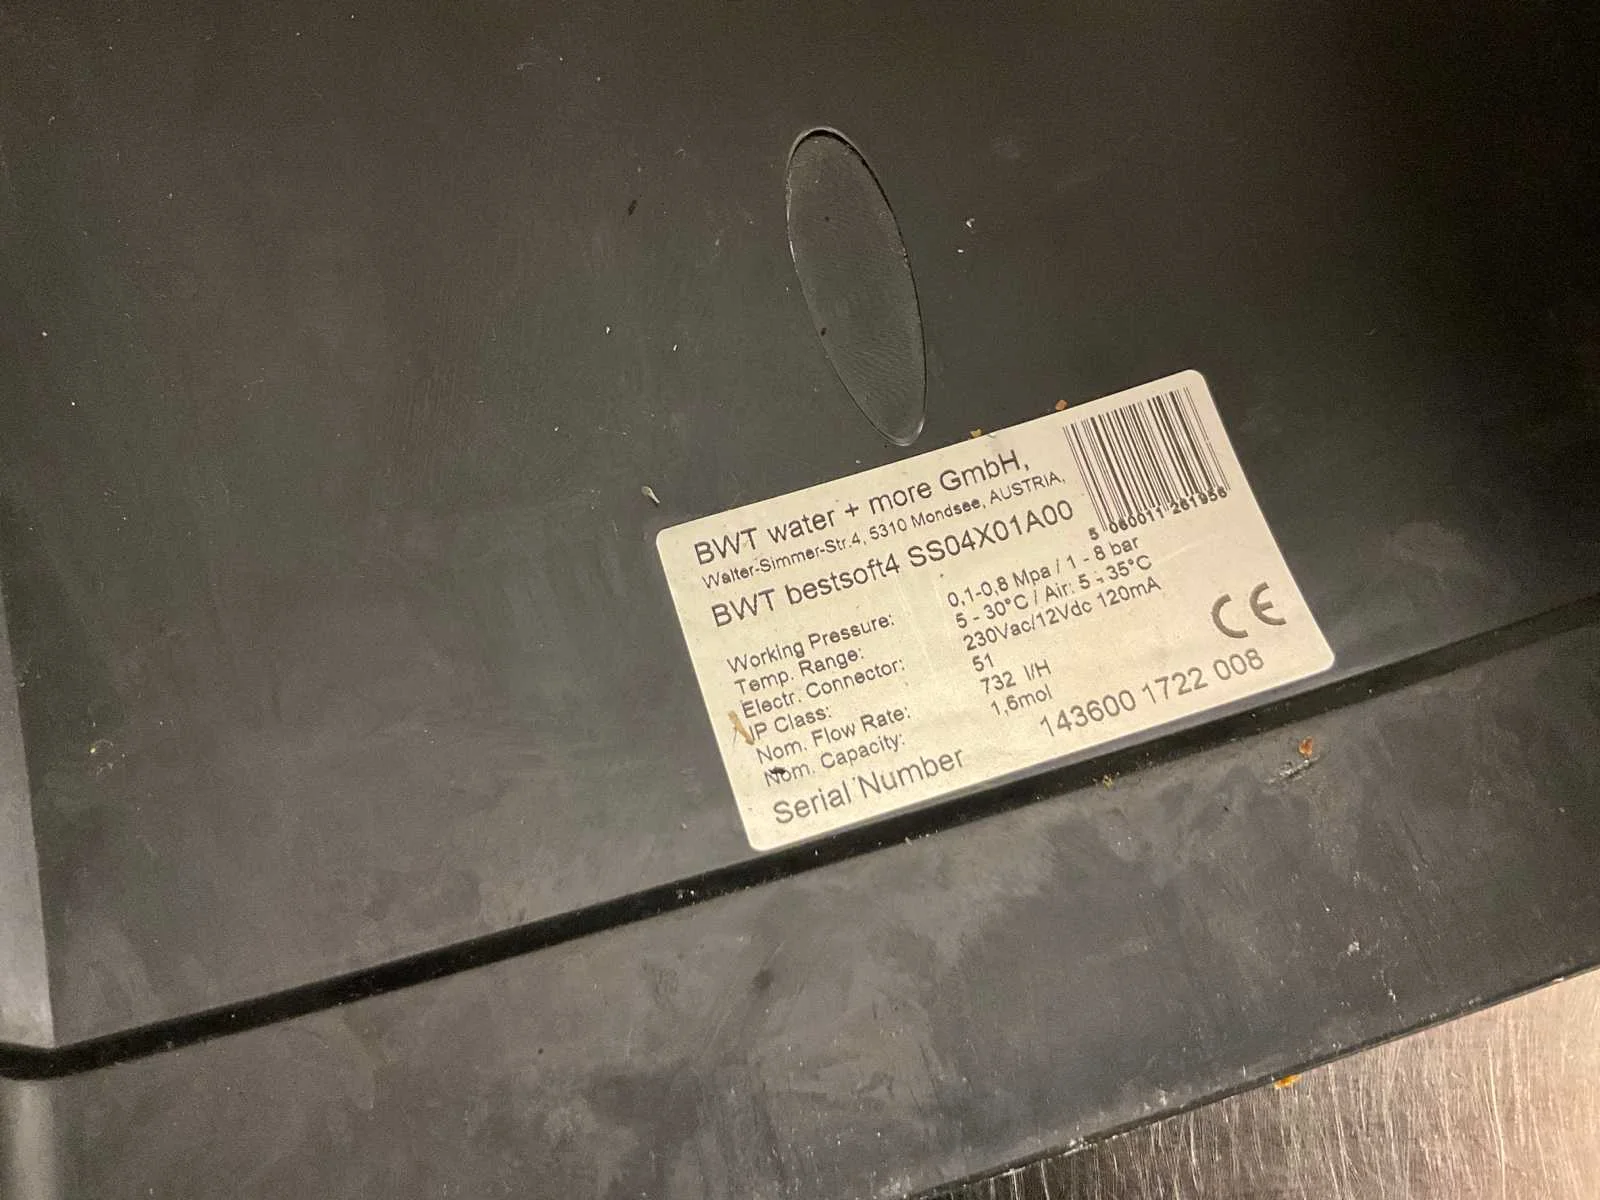 BWT water + more GmbH,
Walter-Simmer-Str.4, 5310 Mondsee, AUSTRIA,
BWT bestsoft4 SS04X01A00
5 060011 261956
Working Pressure: 0,1-0,8 Mpa / 1 - 8 bar
Temp. Range: 5 - 30°C / Air: 5 - 35°C
Electr. Connector: 230Vac/12Vdc 120mA
IP Class: 51
Nom. Flow Rate: 732 l/H
Nom. Capacity: 1,6mol
CE
Serial Number 143600 1722 008